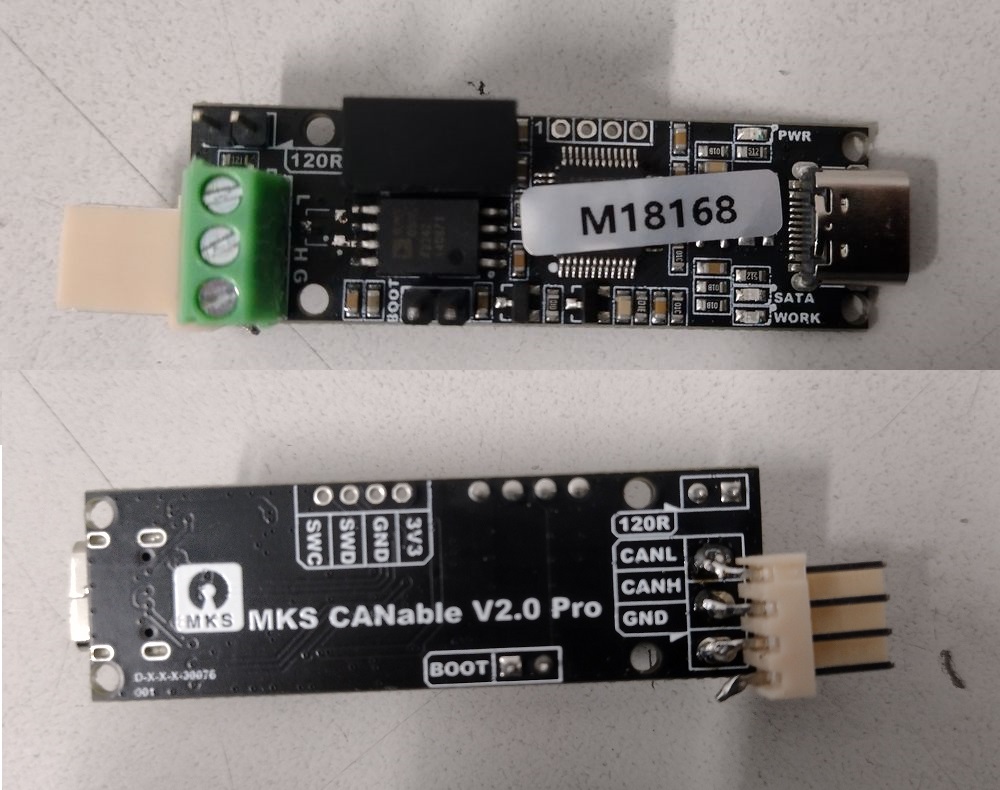 120R
1
PWR
M18168
L
H
G
BOOT
SATA
WORK
SWC
SWD
GND
3V3
120R
CANL
CANH
GND
MKS
MKS CANable V2.0 Pro
BOOT
D-X-X-X-30076
001